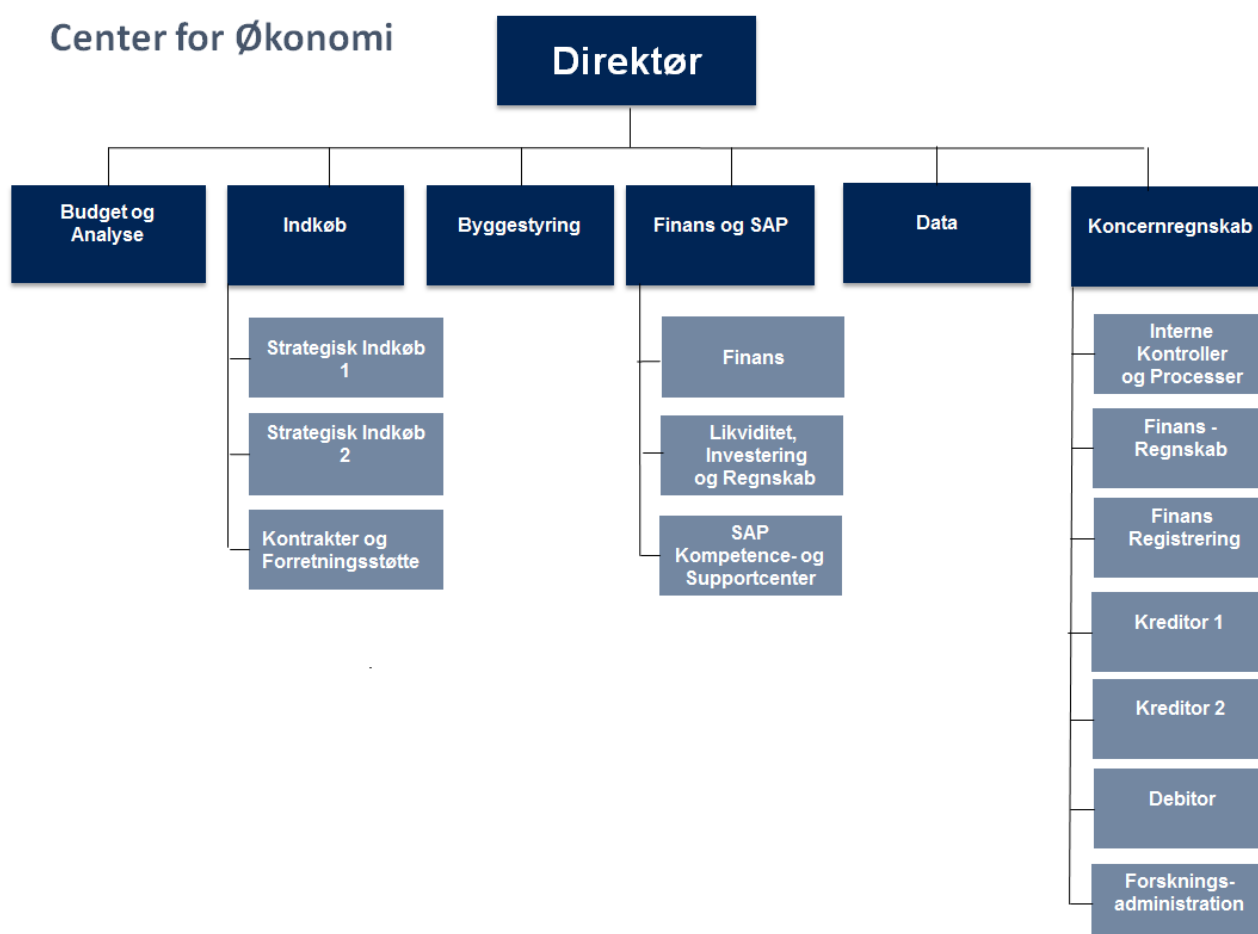 Center for Økonomi
Direktør
Budget og
Analyse
Indkøb
Byggestyring
Finans og SAP
Data
Koncernregnskab
Strategisk Indkøb
1
Strategisk Indkøb
2
Kontrakter og
Forretningsstøtte
Finans
Likviditet,
Investering
og Regnskab
SAP
Kompetence- og
Supportcenter
Interne
Kontroller
og Processer
Finans -
Regnskab
Finans
Registrering
Kreditor 1
Kreditor 2
Debitor
Forsknings-
administration